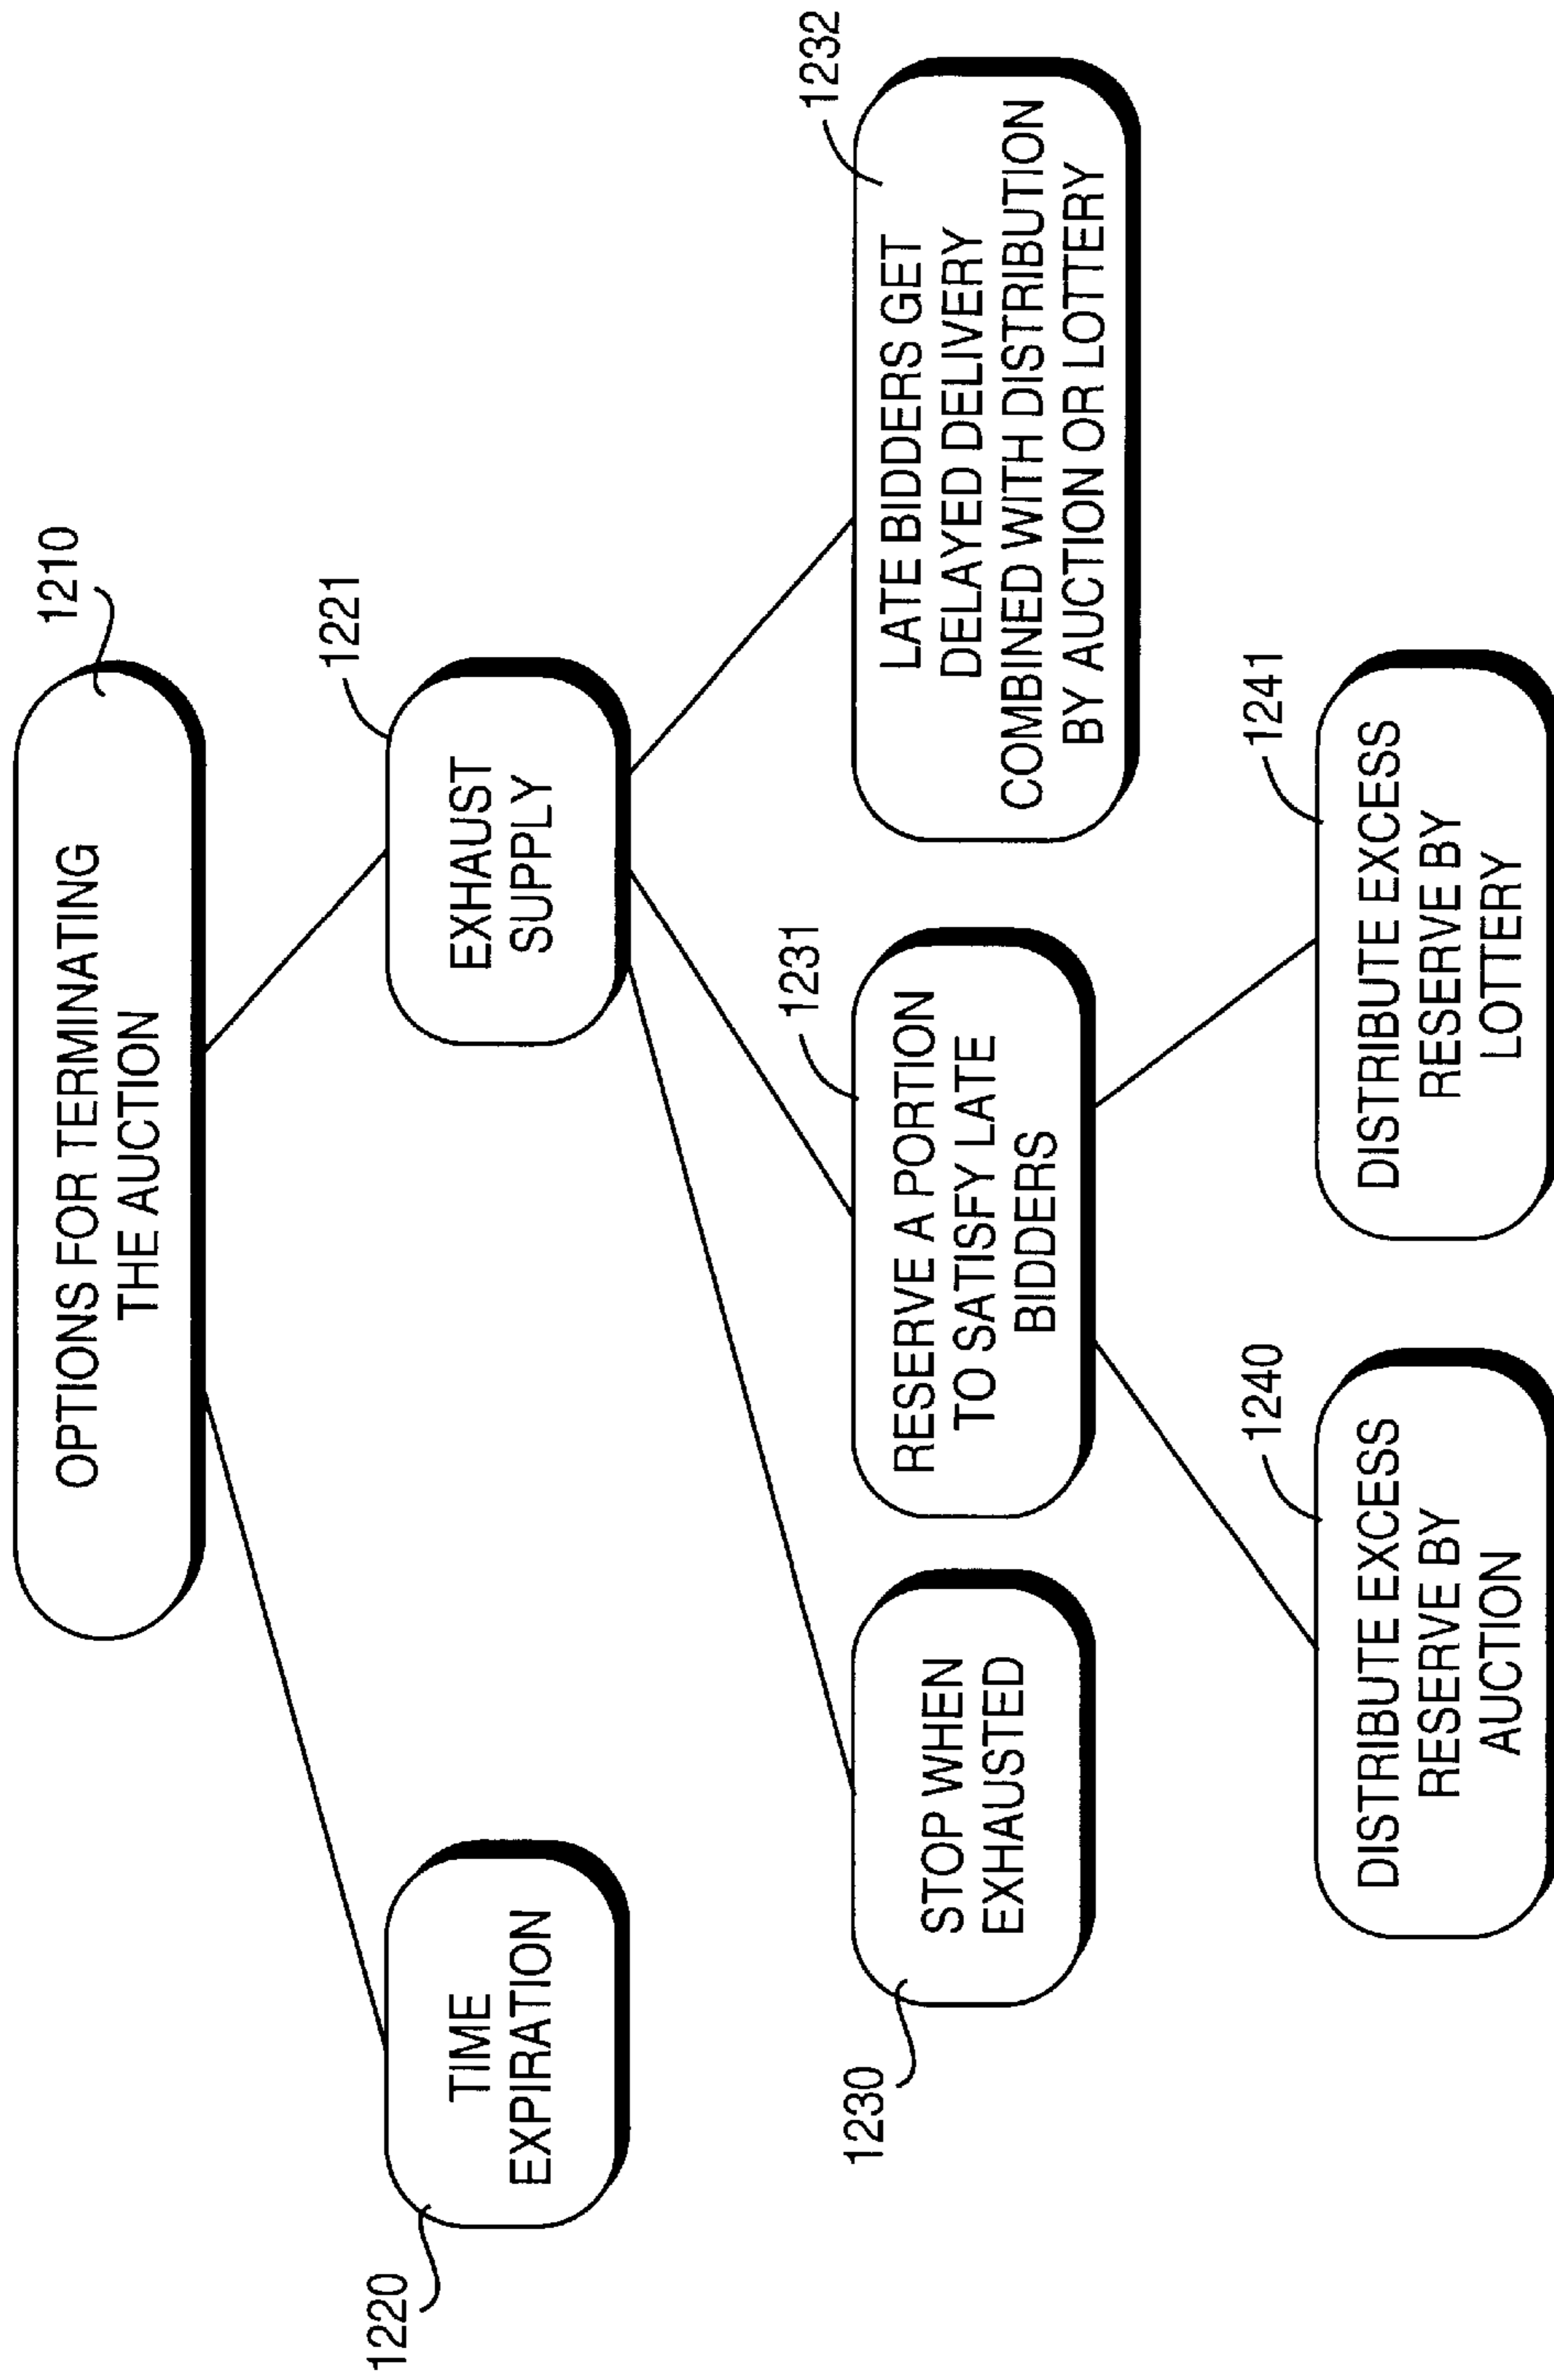 1210
OPTIONS FOR TERMINATING
THE AUCTION
1220
TIME
EXPIRATION
1221
EXHAUST
SUPPLY
1230
STOP WHEN
EXHAUSTED
1231
RESERVE A PORTION
TO SATISFY LATE
BIDDERS
1232
LATE BIDDERS GET
DELAYED DELIVERY
COMBINED WITH DISTRIBUTION
BY AUCTION OR LOTTERY
1240
DISTRIBUTE EXCESS
RESERVE BY
AUCTION
1241
DISTRIBUTE EXCESS
RESERVE BY
LOTTERY